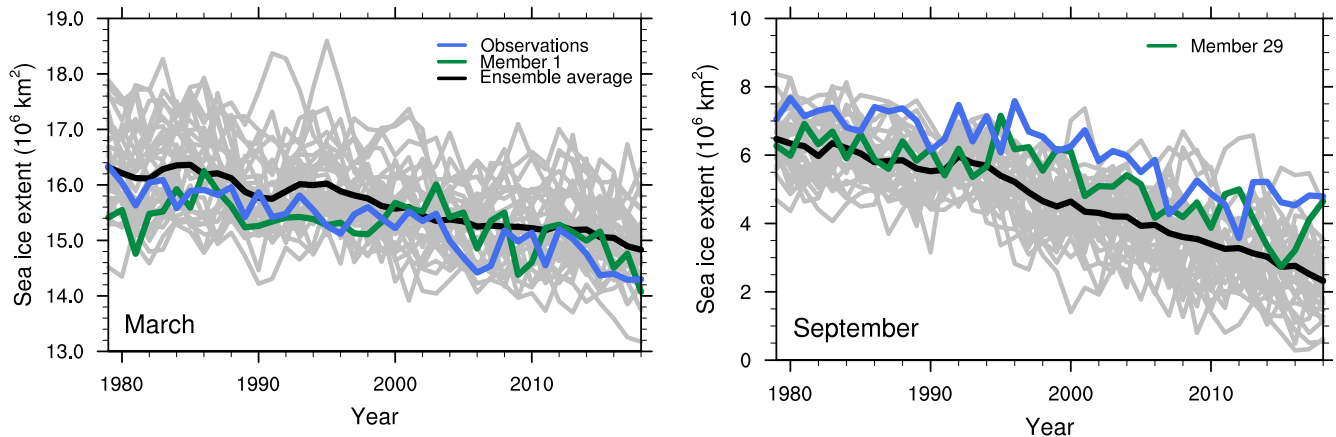 19.0
18.0
17.0
16.0
15.0
14.0
13.0
Sea ice extent (10⁶ km²)
Observations
Member 1
Ensemble average
March
1980
1990
2000
2010
Year
10
8
6
4
2
0
Sea ice extent (10⁶ km²)
Member 29
September
1980
1990
2000
2010
Year